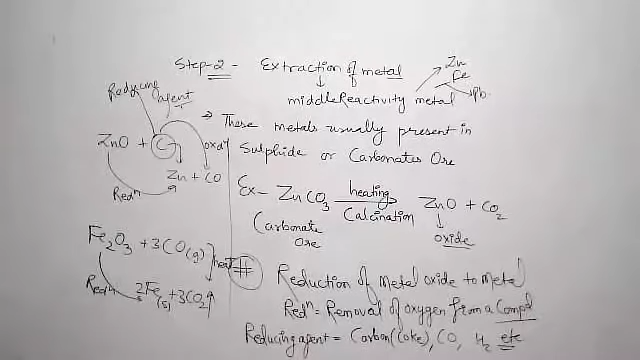 Step-2 - Extraction of metal
middle Reactivity metal
Zn
Fe
Pb
→ These metals usually present in
Sulphide or Carbonates Ore
Ex- ZnCO3 heating Calcination ZnO + CO2
Carbonate
Ore
oxide
# Reduction of Metal oxide to Metal
Redⁿ = Removal of oxygen from a Compd
Reducing agent = Carbon (Coke), CO, H2 etc
Reducing
agent
ZnO + C
oxdⁿ
Zn + CO
g
Redⁿ
Fe2O3 + 3CO(g)
heat
Redⁿ
2Fe(s) + 3CO2 g